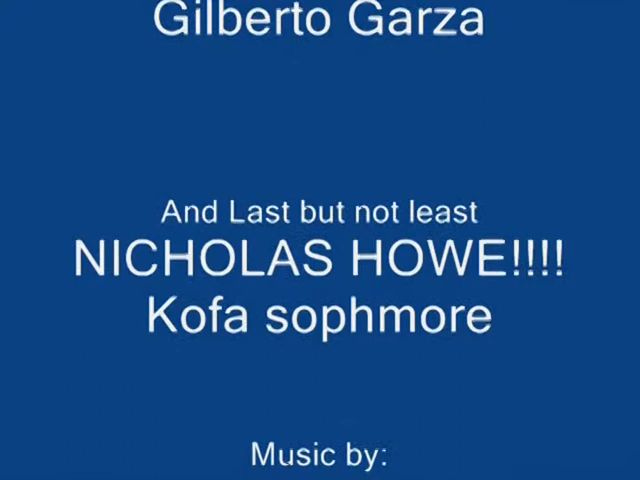 Gilberto Garza
And Last but not least
NICHOLAS HOWE!!!!
Kofa sophmore
Music by: